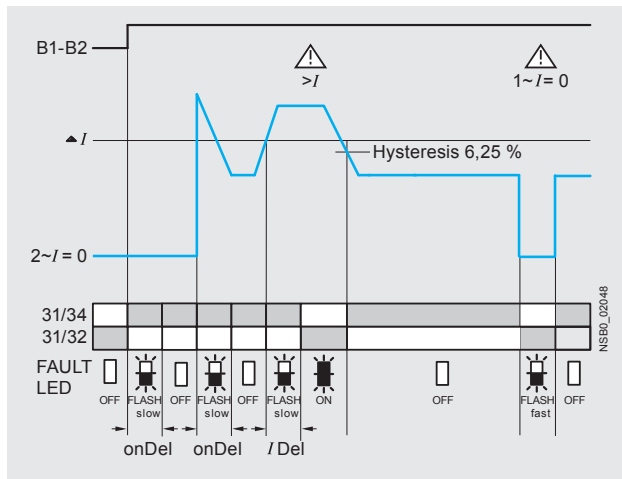 B1-B2
>I
1~I= 0
I
Hysteresis 6,25 %
2~I= 0
31/34
31/32
NSB0_02048
FAULT
LED
OFF
FLASH
slow
OFF
FLASH
slow
OFF
FLASH
slow
ON
OFF
FLASH
fast
OFF
onDel
onDel
I Del